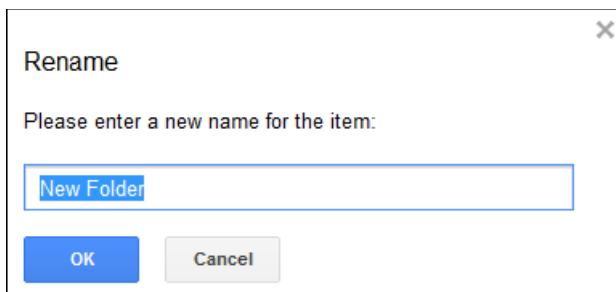 Rename
Please enter a new name for the item:
New Folder
OK
Cancel